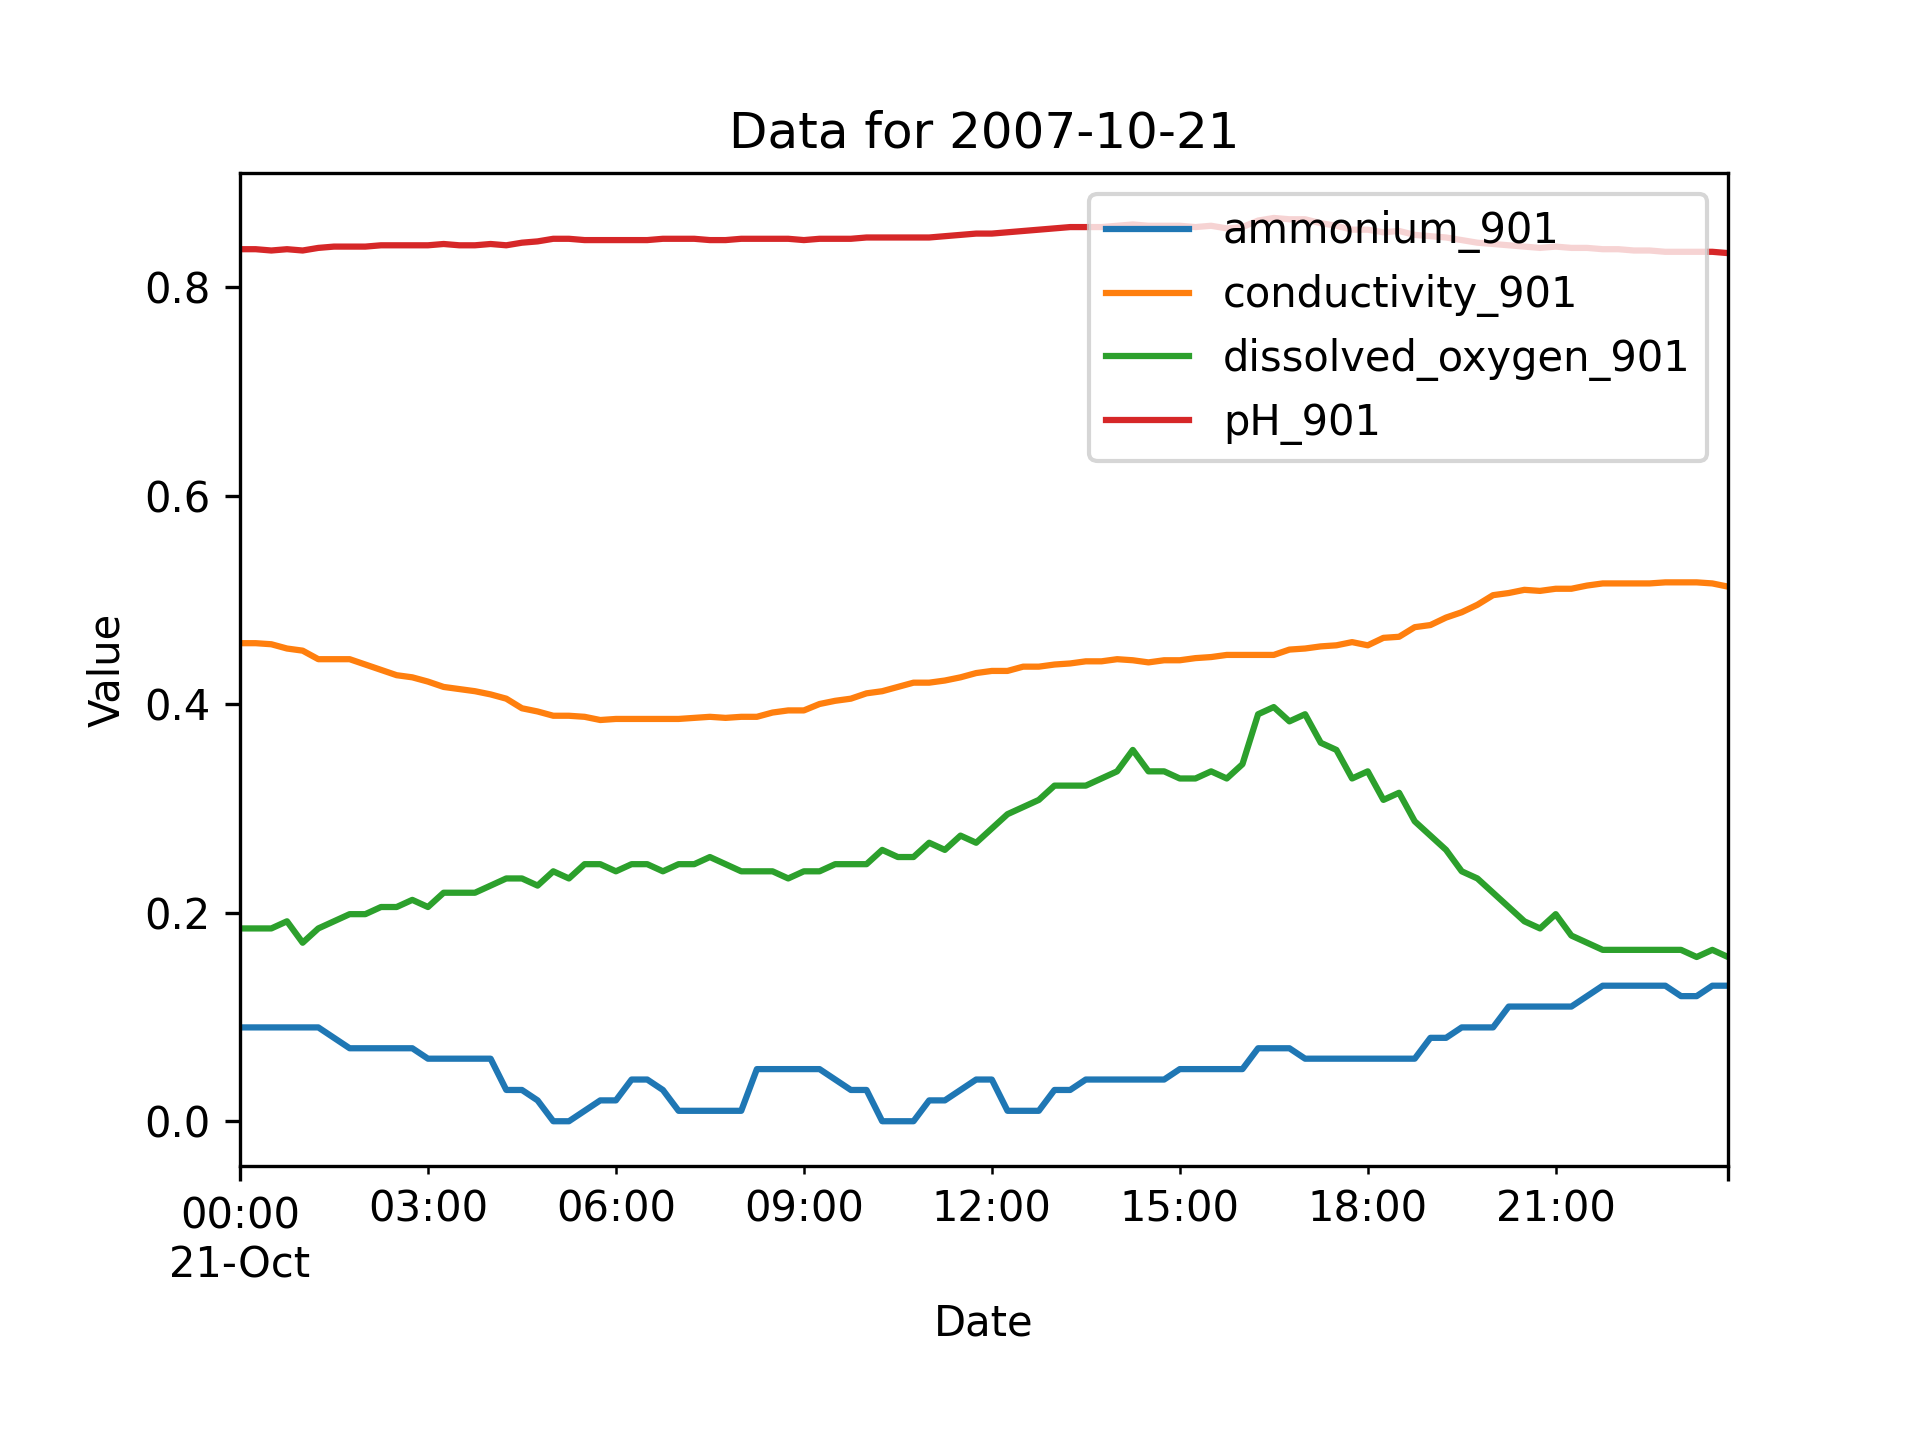 Data for 2007-10-21
ammonium_901
conductivity_901
dissolved_oxygen_901
pH_901
0.8
0.6
0.4
0.2
0.0
Value
00:00 03:00 06:00 09:00 12:00 15:00 18:00 21:00
21-Oct
Date